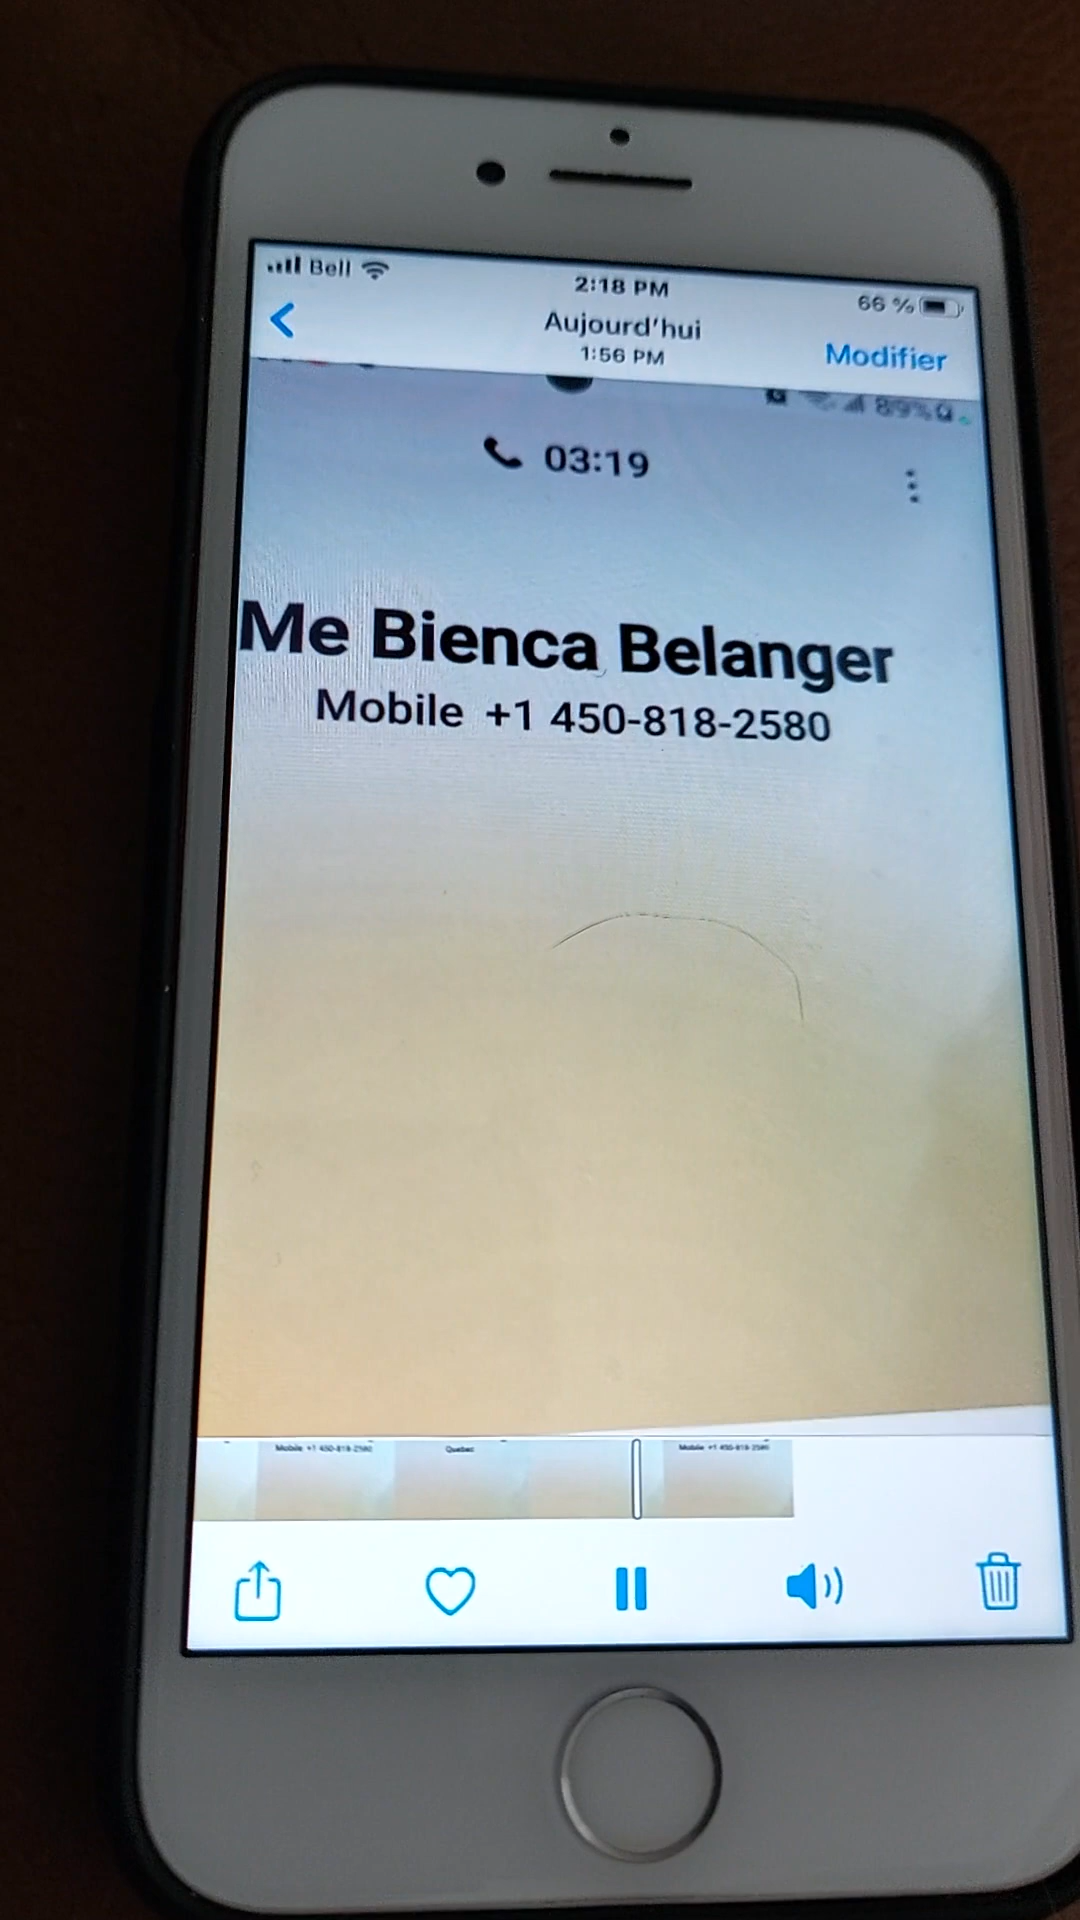 Bell
2:18 PM
66 %
Aujourd'hui
1:56 PM
Modifier
89%
03:19
Me Bienca Belanger
Mobile +1 450-818-2580
Mobile +1 450-818-2580
Quebec
Mobile +1 450-818-2580